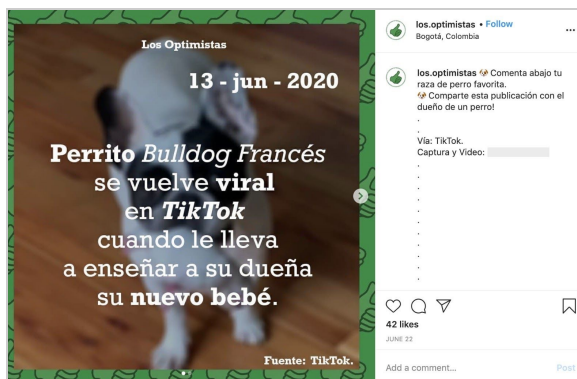 Los Optimistas
13 - jun - 2020
Perrito Bulldog Francés
se vuelve viral
en TikTok
cuando le lleva
a enseñar a su dueña
su nuevo bebé.
Fuente: TikTok.
los.optimistas • Follow
Bogotá, Colombia
...
los.optimistas 🐶 Comenta abajo tu
raza de perro favorita.
🐶 Comparte esta publicación con el
dueño de un perro!
.
.
Vía: TikTok.
Captura y Video:
.
.
.
.
.
.
.
.
.
42 likes
JUNE 22
Add a comment...
Post